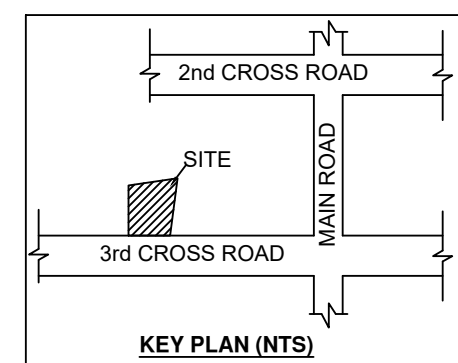 2nd CROSS ROAD
SITE
MAIN ROAD
3rd CROSS ROAD
KEY PLAN (NTS)